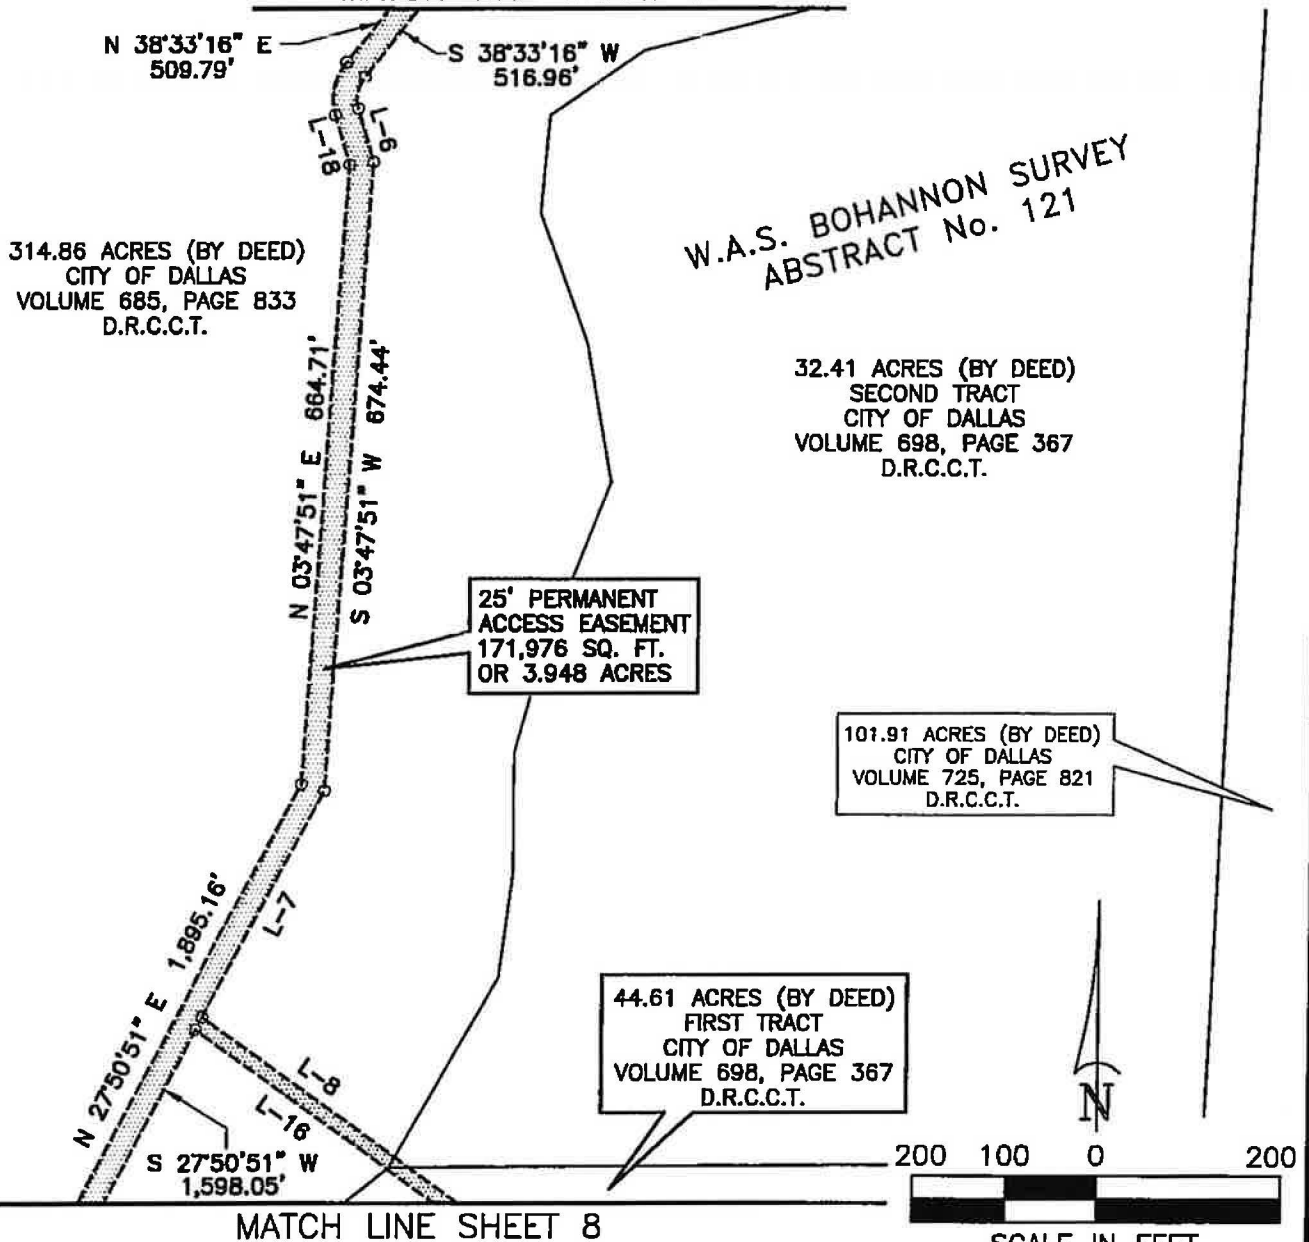 N 38°33'16" E
509.79'
S 38°33'16" W
516.96'
L-18
L-6
W.A.S. BOHANNON SURVEY
ABSTRACT No. 121
314.86 ACRES (BY DEED)
CITY OF DALLAS
VOLUME 685, PAGE 833
D.R.C.C.T.
N 03°47'51" E 664.71'
S 03°47'51" W 674.44'
32.41 ACRES (BY DEED)
SECOND TRACT
CITY OF DALLAS
VOLUME 698, PAGE 367
D.R.C.C.T.
25' PERMANENT
ACCESS EASEMENT
171,976 SQ. FT.
OR 3.948 ACRES
101.91 ACRES (BY DEED)
CITY OF DALLAS
VOLUME 725, PAGE 821
D.R.C.C.T.
N 27°50'51" E 1,895.16'
L-7
44.61 ACRES (BY DEED)
FIRST TRACT
CITY OF DALLAS
VOLUME 698, PAGE 367
D.R.C.C.T.
L-8
L-16
N
S 27°50'51" W
1,598.05'
200 100 0 200
MATCH LINE SHEET 8
SCALE IN FEET